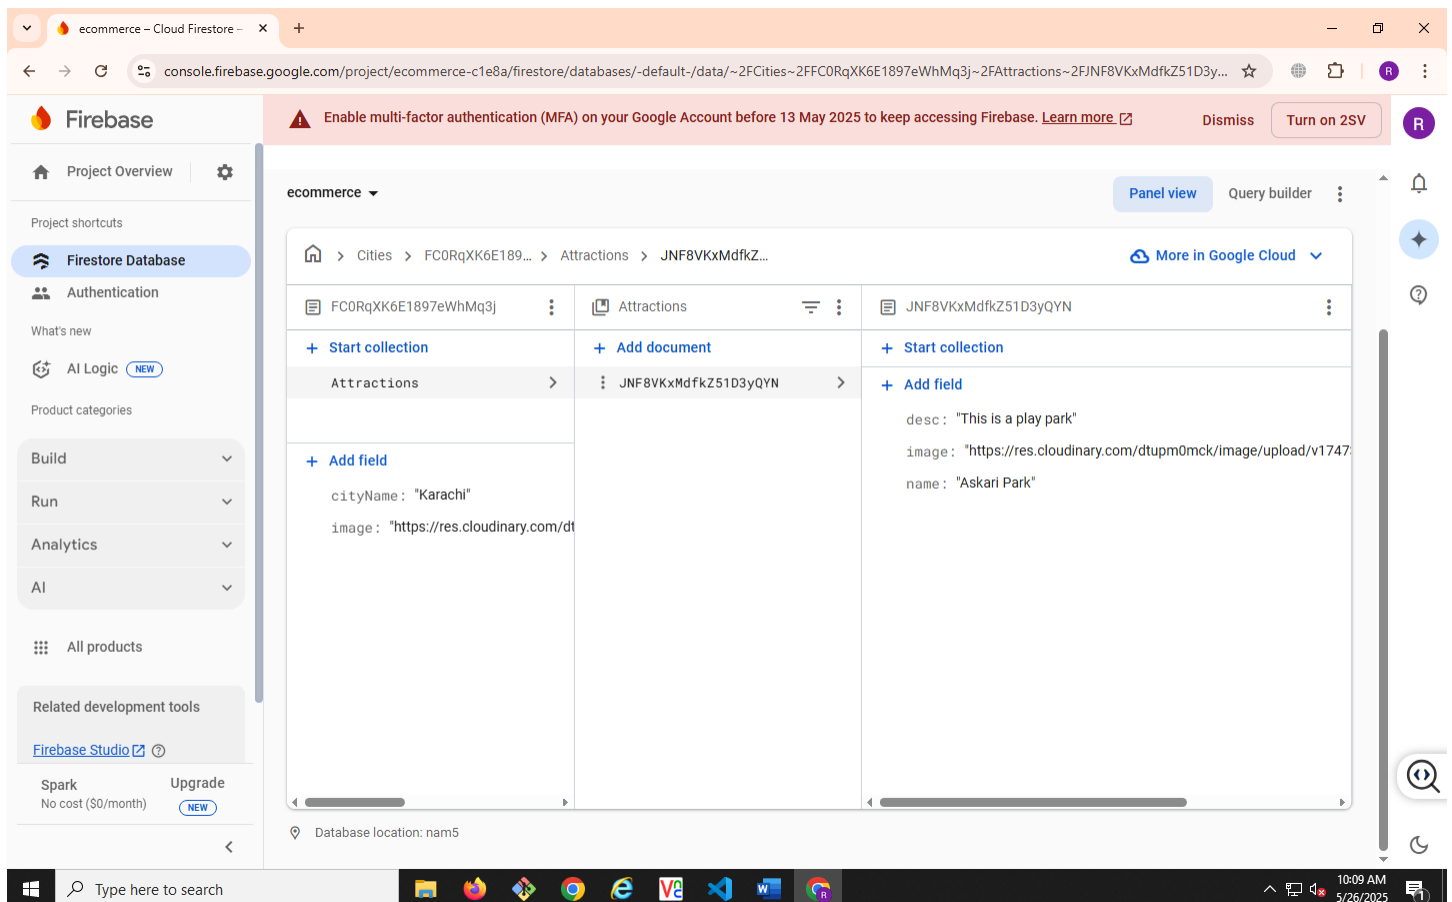 ecommerce – Cloud Firestore –
console.firebase.google.com/project/ecommerce-c1e8a/firestore/databases/-default-/data/~2FCities~2FFC0RqXK6E1897eWhMq3j~2FAttractions~2FJNF8VKxMdfkZ51D3y...
R
Firebase
Enable multi-factor authentication (MFA) on your Google Account before 13 May 2025 to keep accessing Firebase. Learn more
Dismiss
Turn on 2SV
R
Project Overview
Project shortcuts
Firestore Database
Authentication
What's new
AI Logic NEW
Product categories
Build
Run
Analytics
AI
All products
Related development tools
Firebase Studio
Spark
No cost ($0/month)
Upgrade
NEW
ecommerce
Panel view
Query builder
Cities
FC0RqXK6E189...
Attractions
JNF8VKxMdfkZ...
More in Google Cloud
FC0RqXK6E1897eWhMq3j
+ Start collection
Attractions
+ Add field
cityName: "Karachi"
image: "https://res.cloudinary.com/dt
Attractions
+ Add document
JNF8VKxMdfkZ51D3yQYN
JNF8VKxMdfkZ51D3yQYN
+ Start collection
+ Add field
desc: "This is a play park"
image: "https://res.cloudinary.com/dtupm0mck/image/upload/v1747
name: "Askari Park"
Database location: nam5
Type here to search
10:09 AM
5/26/2025
1